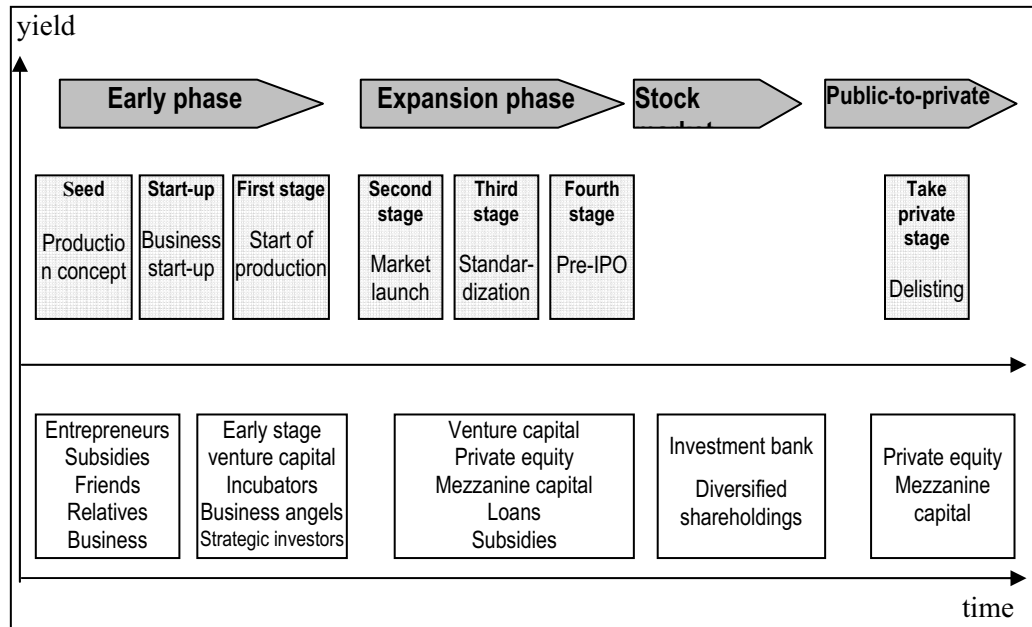 yield
Early phase
Expansion phase
Stock
Public-to-private
Seed
Productio
n concept
Start-up
Business
start-up
First stage
Start of
production
Second
stage
Market
launch
Third
stage
Standar-
dization
Fourth
stage
Pre-IPO
Take
private
stage
Delisting
Entrepreneurs
Subsidies
Friends
Relatives
Business
Early stage
venture capital
Incubators
Business angels
Strategic investors
Venture capital
Private equity
Mezzanine capital
Loans
Subsidies
Investment bank
Diversified
shareholdings
Private equity
Mezzanine
capital
time